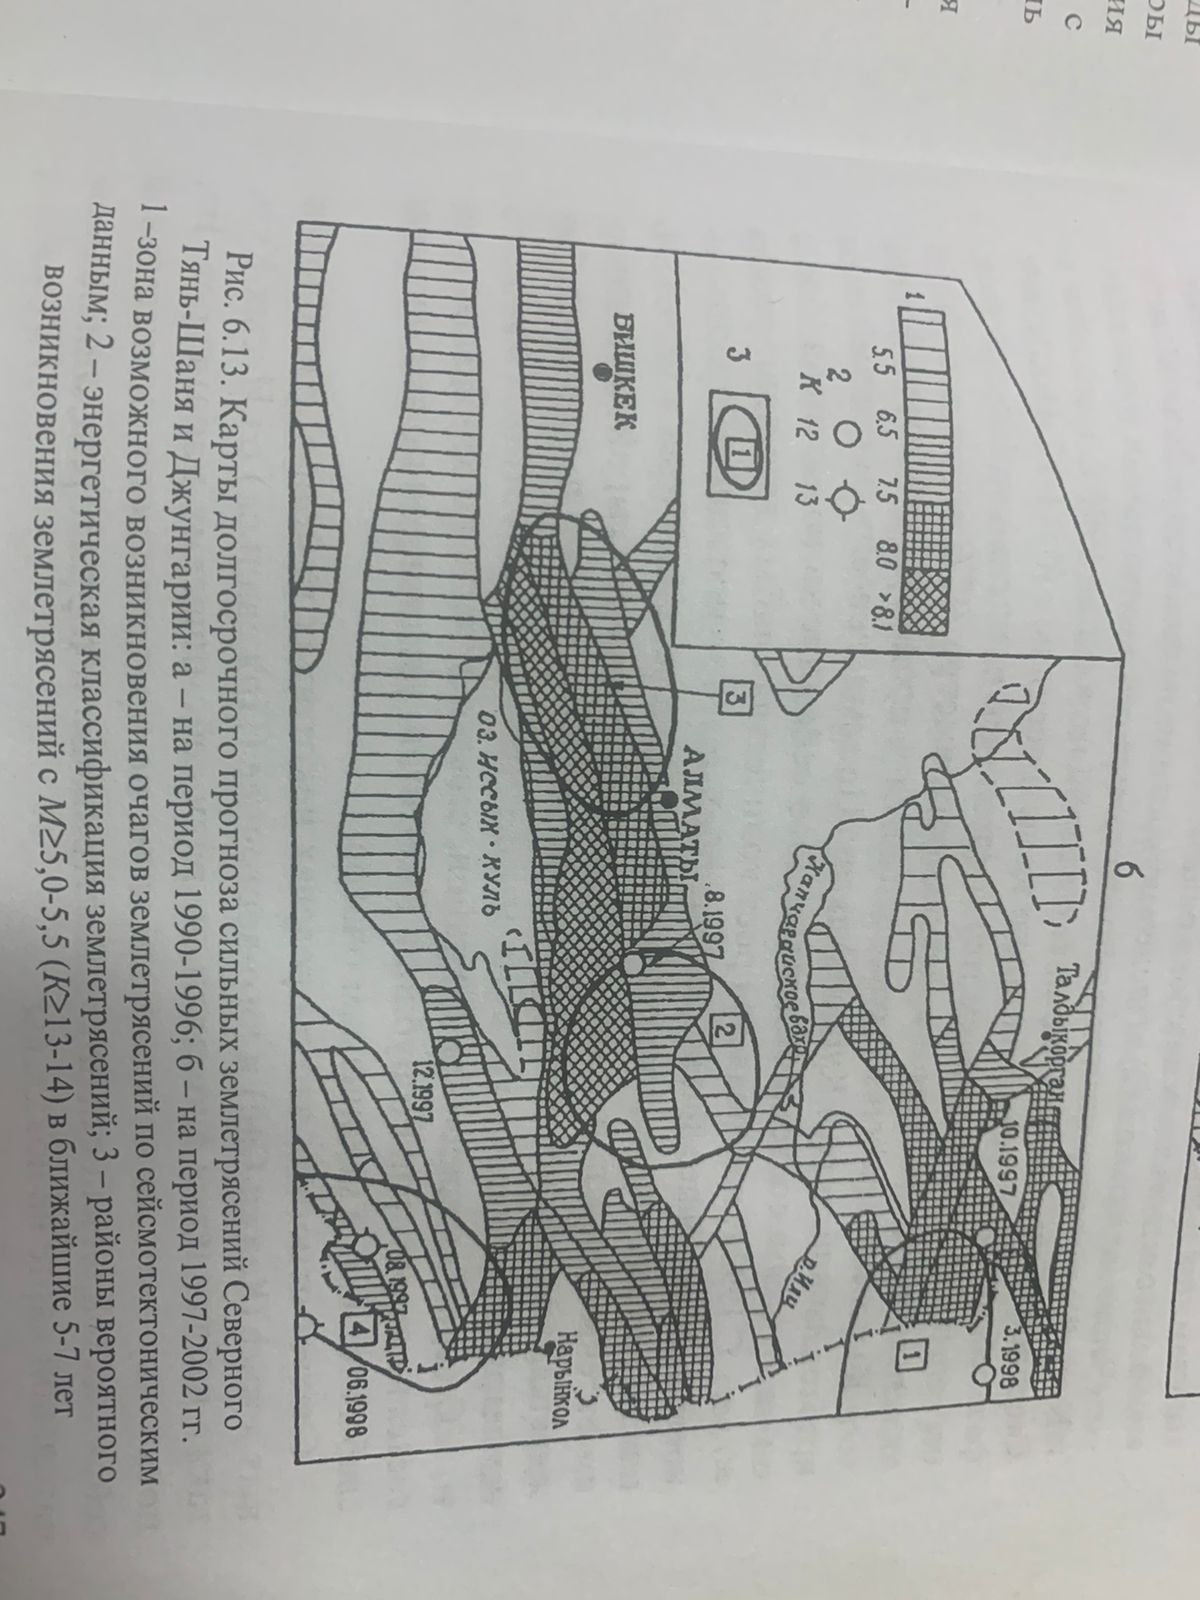 б
1
5.5 6.5 7.5 8.0 >8.1
2
К 12 13
3
1
Талдыкорган
10.1997
3.1998
1
р. Или
БИШКЕК
3
АЛМАТЫ
8.1997
2
ОЗ. ИССЫК-КУЛЬ
12.1997
Нарынкол
08.1997
4
06.1998
Рис. 6.13. Карты долгосрочного прогноза сильных землетрясений Северного
Тянь-Шаня и Джунгарии: а – на период 1990-1996; б – на период 1997-2002 гг.
1 –зона возможного возникновения очагов землетрясений по сейсмотектоническим
данным; 2 – энергетическая классификация землетрясений; 3 – районы вероятного
возникновения землетрясений с M≥5,0-5,5 (K≥13-14) в ближайшие 5-7 лет